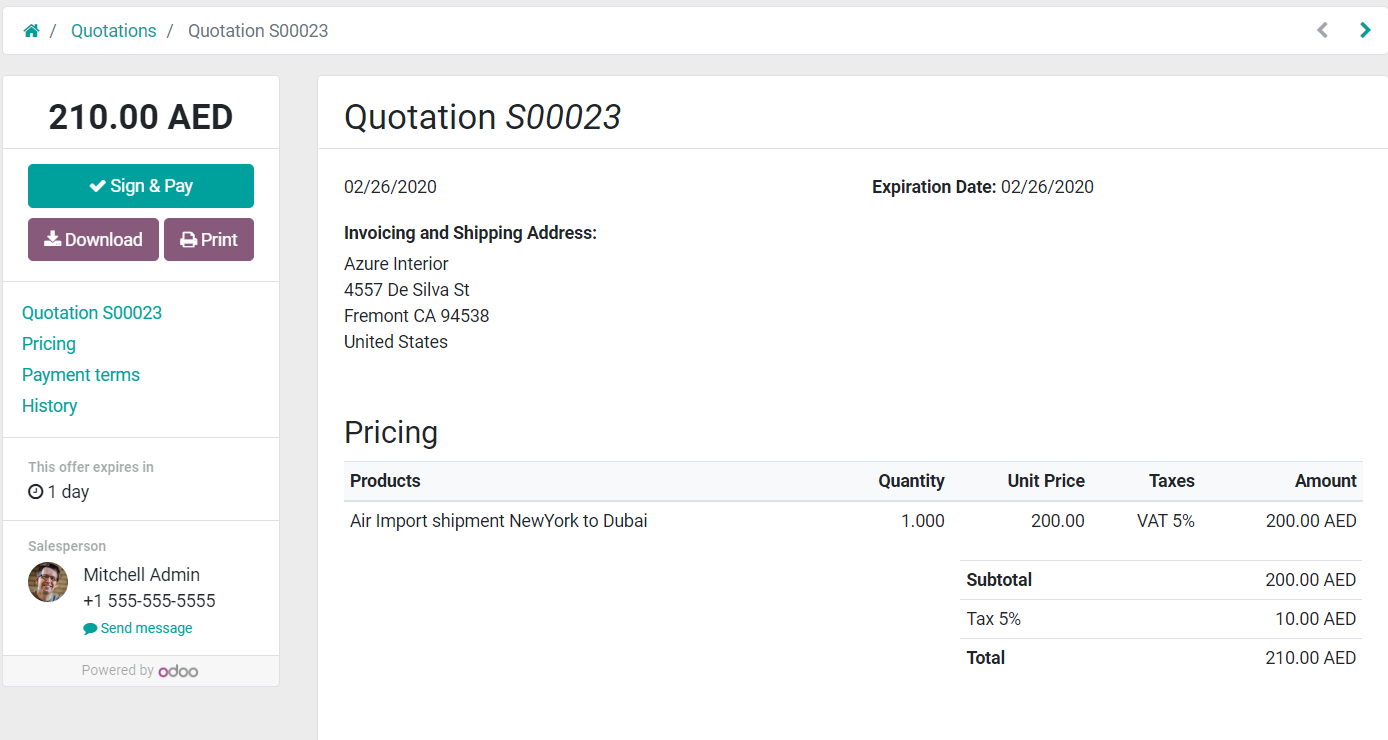 / Quotations / Quotation S00023
210.00 AED
Sign & Pay
Download Print
Quotation S00023
Pricing
Payment terms
History
This offer expires in
1 day
Salesperson
Mitchell Admin
+1 555-555-5555
Send message
Powered by odoo
Quotation S00023
02/26/2020 Expiration Date: 02/26/2020
Invoicing and Shipping Address:
Azure Interior
4557 De Silva St
Fremont CA 94538
United States
Pricing
Products Quantity Unit Price Taxes Amount
Air Import shipment NewYork to Dubai 1.000 200.00 VAT 5% 200.00 AED
Subtotal 200.00 AED
Tax 5% 10.00 AED
Total 210.00 AED